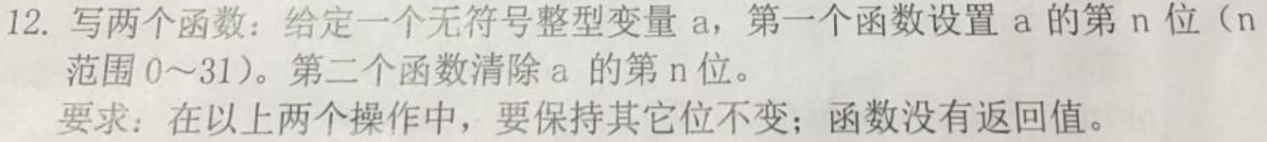 12. 写两个函数：给定一个无符号整型变量 a，第一个函数设置 a 的第 n 位（n
范围 0～31）。第二个函数清除 a 的第 n 位。
要求：在以上两个操作中，要保持其它位不变；函数没有返回值。